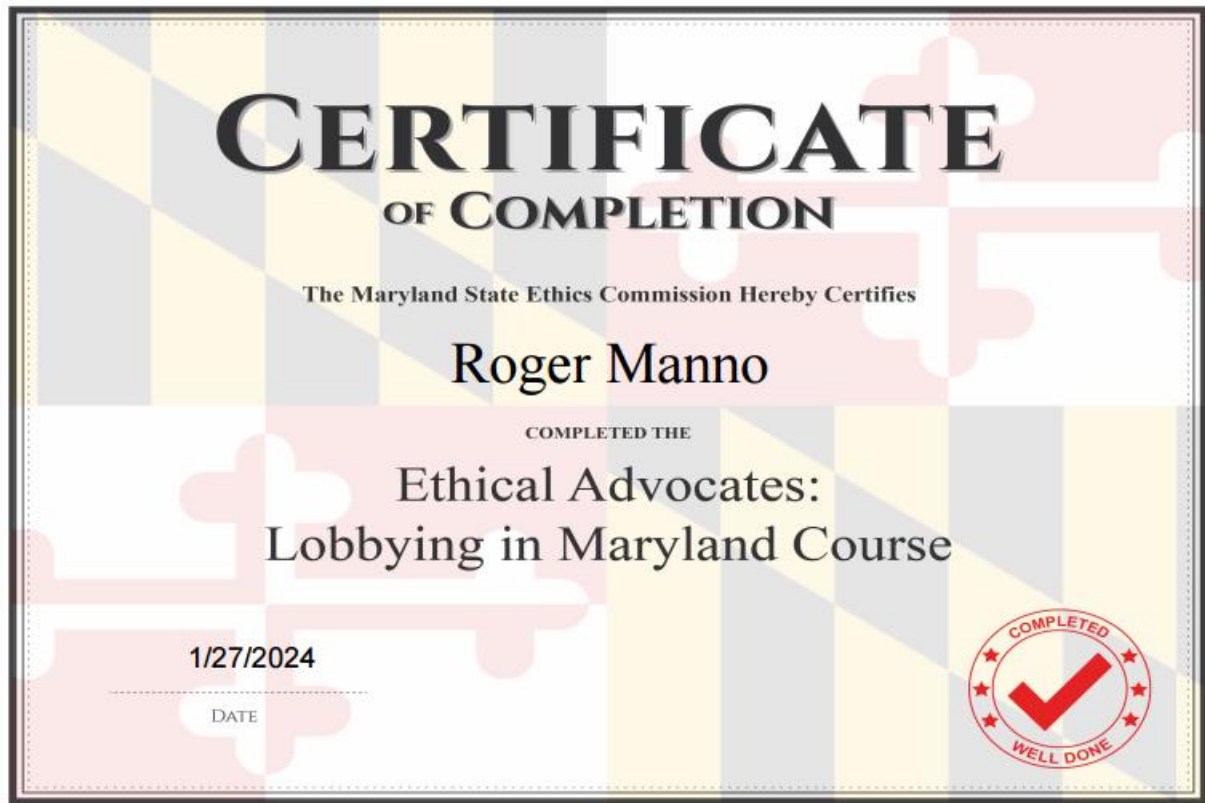 CERTIFICATE
OF COMPLETION
The Maryland State Ethics Commission Hereby Certifies
Roger Manno
COMPLETED THE
Ethical Advocates:
Lobbying in Maryland Course
1/27/2024
DATE
COMPLETED
WELL DONE